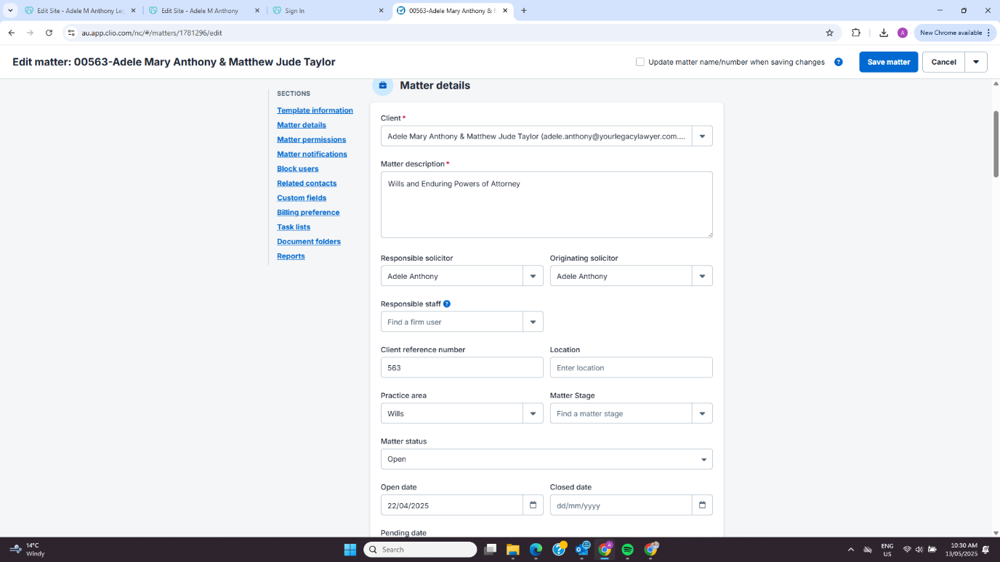 Edit Site - Adele M Anthony Leg
Edit Site - Adele M Anthony
Sign In
00563-Adele Mary Anthony & I
au.app.clio.com/nc/#/matters/1781296/edit
A
New Chrome available
Edit matter: 00563-Adele Mary Anthony & Matthew Jude Taylor
Update matter name/number when saving changes
?
Save matter
Cancel
SECTIONS
Template information
Matter details
Matter permissions
Matter notifications
Block users
Related contacts
Custom fields
Billing preference
Task lists
Document folders
Reports
Matter details
Client*
Adele Mary Anthony & Matthew Jude Taylor (adele.anthony@yourlegacylawyer.com....
Matter description*
Wills and Enduring Powers of Attorney
Responsible solicitor
Originating solicitor
Adele Anthony
Adele Anthony
Responsible staff ?
Find a firm user
Client reference number
Location
563
Enter location
Practice area
Matter Stage
Wills
Find a matter stage
Matter status
Open
Open date
Closed date
22/04/2025
dd/mm/yyyy
Pending date
14°C
Windy
Search
ENG
US
10:30 AM
13/05/2025